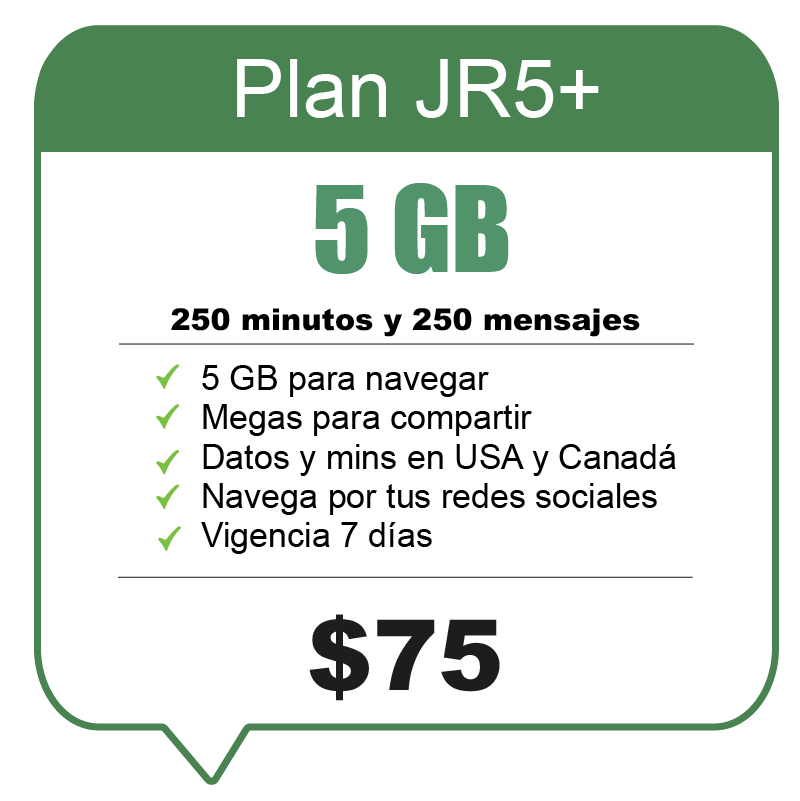 Plan JR5+
5 GB
250 minutos y 250 mensajes
5 GB para navegar
Megas para compartir
Datos y mins en USA y Canadá
Navega por tus redes sociales
Vigencia 7 días
$75